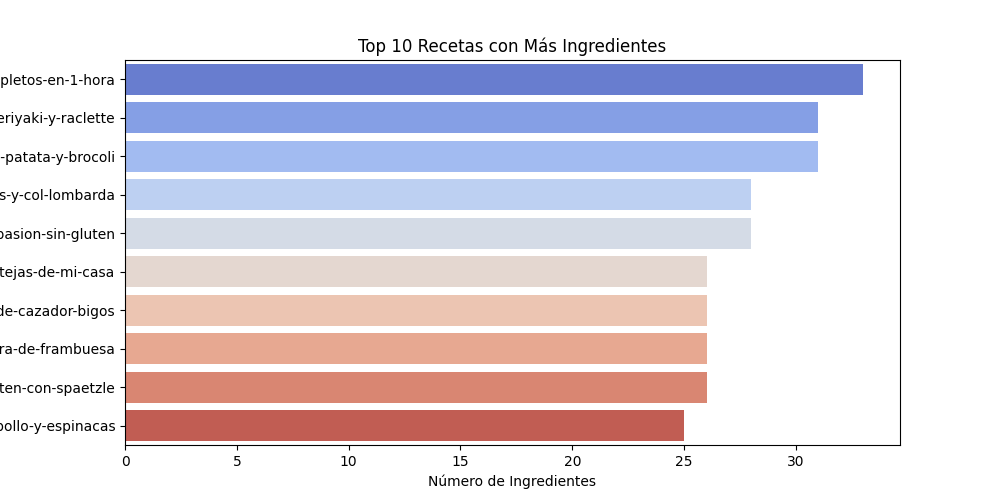 Top 10 Recetas con Más Ingredientes
pletos-en-1-hora
eriyaki-y-raclette
-patata-y-brocoli
s-y-col-lombarda
pasion-sin-gluten
tejas-de-mi-casa
de-cazador-bigos
ra-de-frambuesa
ten-con-spaetzle
pollo-y-espinacas
0 5 10 15 20 25 30
Número de Ingredientes